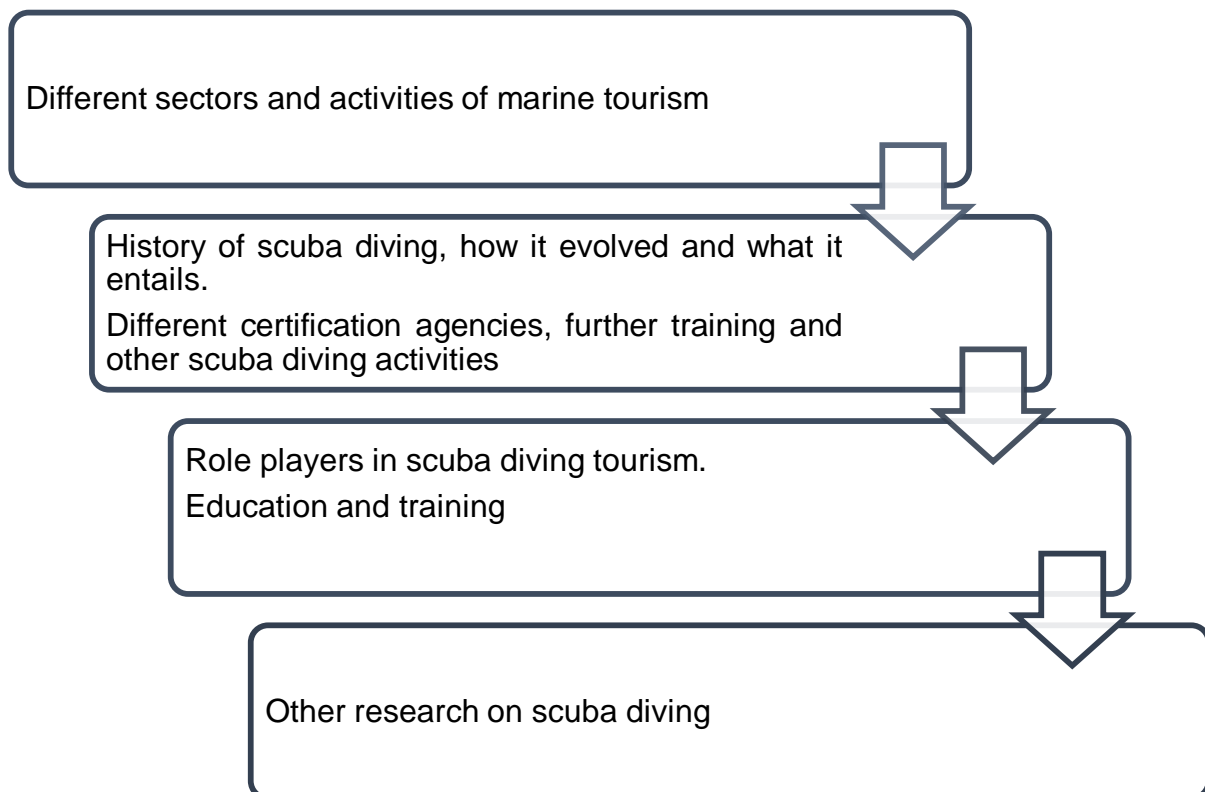 Different sectors and activities of marine tourism
History of scuba diving, how it evolved and what it
entails.
Different certification agencies, further training and
other scuba diving activities
Role players in scuba diving tourism.
Education and training
Other research on scuba diving